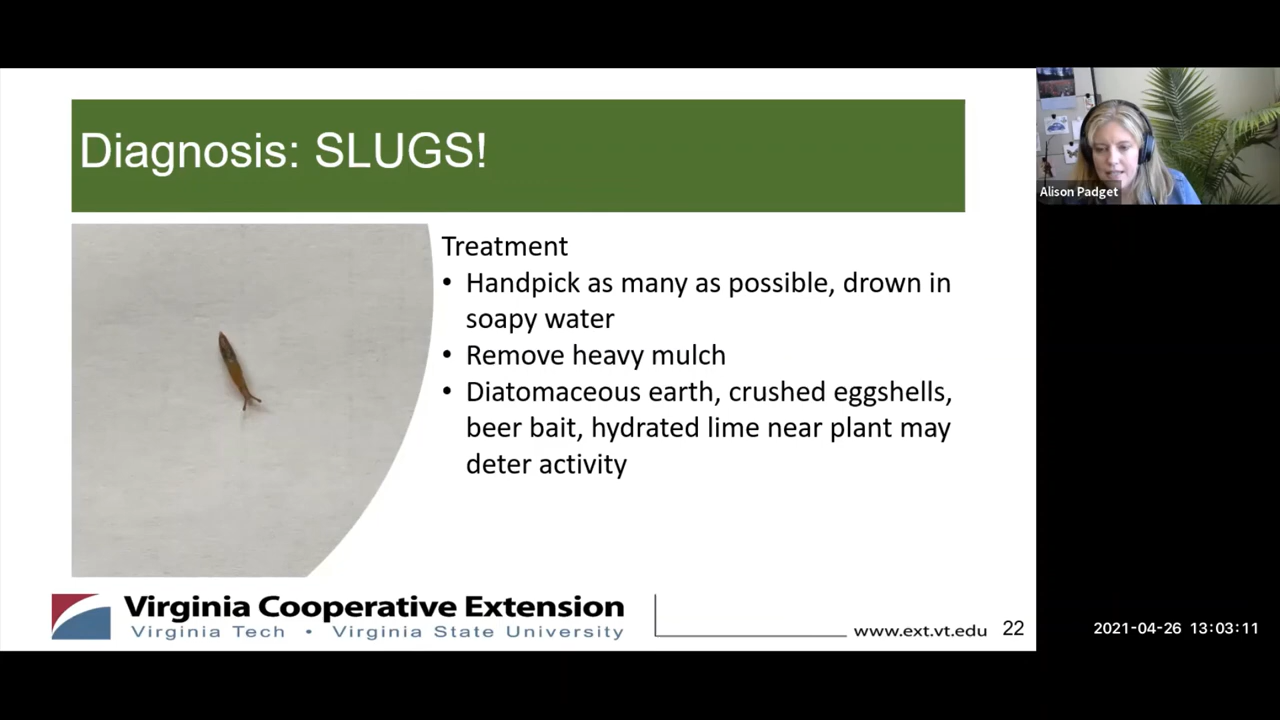 Diagnosis: SLUGS!
Treatment
• Handpick as many as possible, drown in
soapy water
• Remove heavy mulch
• Diatomaceous earth, crushed eggshells,
beer bait, hydrated lime near plant may
deter activity
Virginia Cooperative Extension
Virginia Tech • Virginia State University
www.ext.vt.edu 22
Alison Padget
2021-04-26 13:03:11